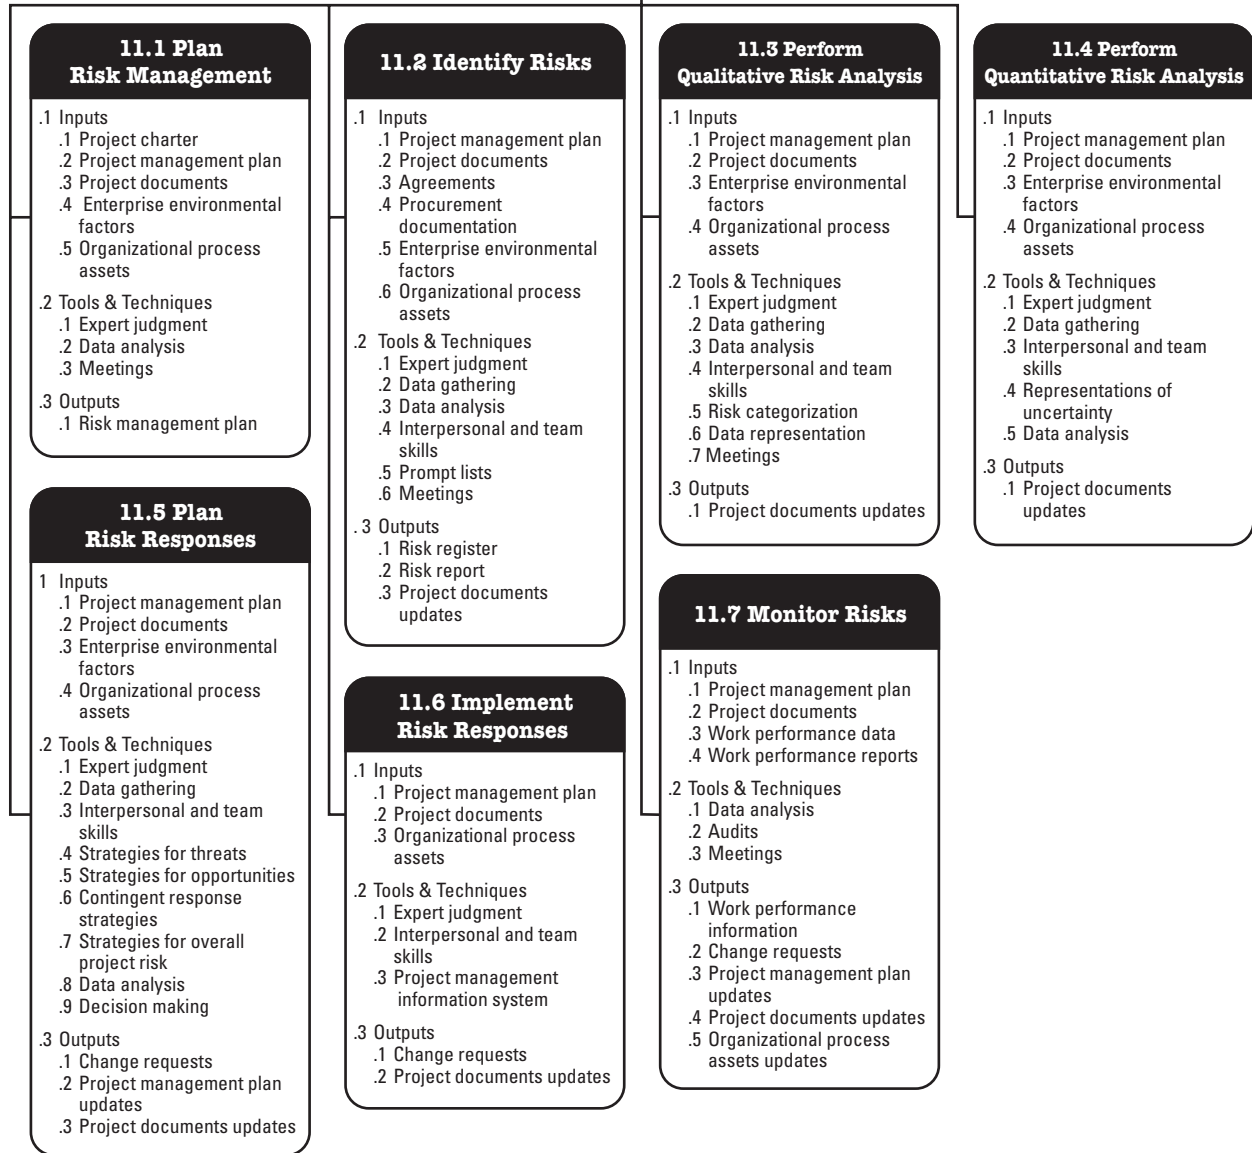 11.1 Plan
Risk Management
.1 Inputs
.1 Project charter
.2 Project management plan
.3 Project documents
.4 Enterprise environmental
factors
.5 Organizational process
assets
.2 Tools & Techniques
.1 Expert judgment
.2 Data analysis
.3 Meetings
.3 Outputs
.1 Risk management plan
11.2 Identify Risks
.1 Inputs
.1 Project management plan
.2 Project documents
.3 Agreements
.4 Procurement
documentation
.5 Enterprise environmental
factors
.6 Organizational process
assets
.2 Tools & Techniques
.1 Expert judgment
.2 Data gathering
.3 Data analysis
.4 Interpersonal and team
skills
.5 Prompt lists
.6 Meetings
. 3 Outputs
.1 Risk register
.2 Risk report
.3 Project documents
updates
11.3 Perform
Qualitative Risk Analysis
.1 Inputs
.1 Project management plan
.2 Project documents
.3 Enterprise environmental
factors
.4 Organizational process
assets
.2 Tools & Techniques
.1 Expert judgment
.2 Data gathering
.3 Data analysis
.4 Interpersonal and team
skills
.5 Risk categorization
.6 Data representation
.7 Meetings
.3 Outputs
.1 Project documents updates
11.4 Perform
Quantitative Risk Analysis
.1 Inputs
.1 Project management plan
.2 Project documents
.3 Enterprise environmental
factors
.4 Organizational process
assets
.2 Tools & Techniques
.1 Expert judgment
.2 Data gathering
.3 Interpersonal and team
skills
.4 Representations of
uncertainty
.5 Data analysis
.3 Outputs
.1 Project documents
updates
11.5 Plan
Risk Responses
1 Inputs
.1 Project management plan
.2 Project documents
.3 Enterprise environmental
factors
.4 Organizational process
assets
.2 Tools & Techniques
.1 Expert judgment
.2 Data gathering
.3 Interpersonal and team
skills
.4 Strategies for threats
.5 Strategies for opportunities
.6 Contingent response
strategies
.7 Strategies for overall
project risk
.8 Data analysis
.9 Decision making
.3 Outputs
.1 Change requests
.2 Project management plan
updates
.3 Project documents updates
11.6 Implement
Risk Responses
.1 Inputs
.1 Project management plan
.2 Project documents
.3 Organizational process
assets
.2 Tools & Techniques
.1 Expert judgment
.2 Interpersonal and team
skills
.3 Project management
information system
.3 Outputs
.1 Change requests
.2 Project documents updates
11.7 Monitor Risks
.1 Inputs
.1 Project management plan
.2 Project documents
.3 Work performance data
.4 Work performance reports
.2 Tools & Techniques
.1 Data analysis
.2 Audits
.3 Meetings
.3 Outputs
.1 Work performance
information
.2 Change requests
.3 Project management plan
updates
.4 Project documents updates
.5 Organizational process
assets updates